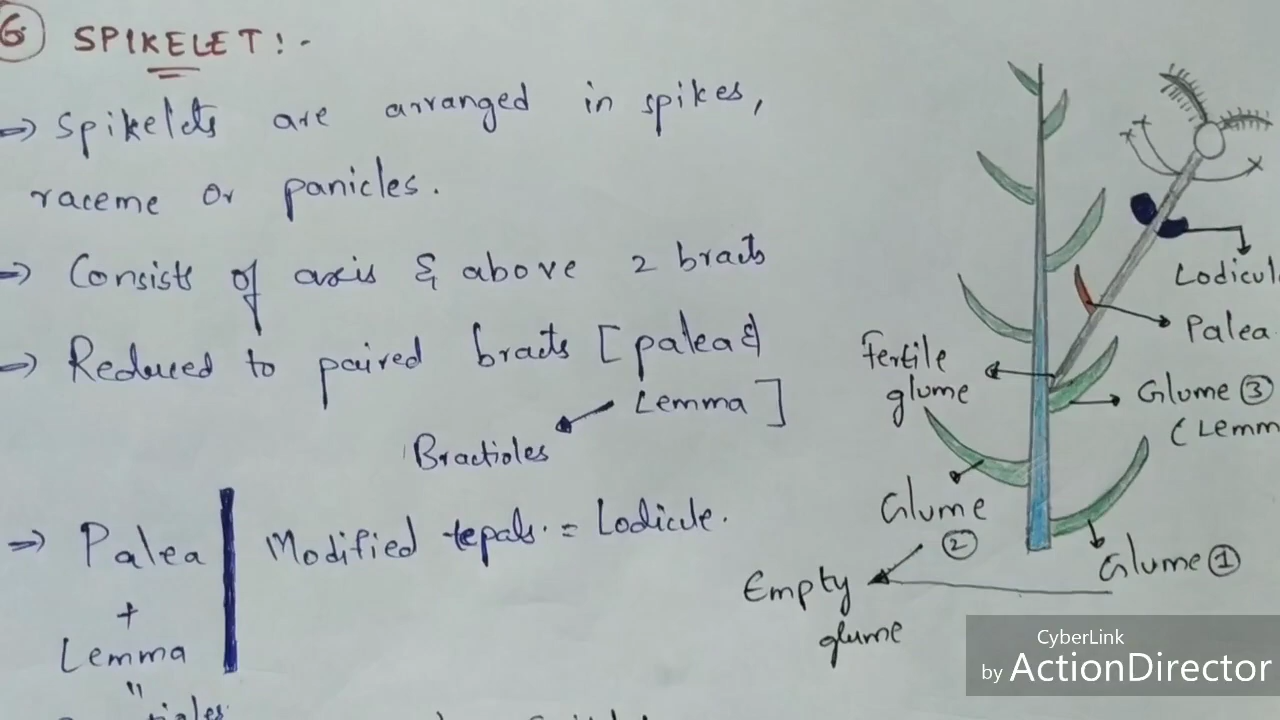 6 SPIKELET:-
⇒ Spikelets are arranged in spikes,
raceme or panicles.
⇒ Consists of axis & above 2 bracts
⇒ Reduced to paired bracts [palea &
Lemma]
Bractioles
⇒ Palea
+
Lemma
"
Modified tepals. = Lodicule.
Lodicul
Palea
Fertile
glume
Glume ③
(Lemm
Glume
②
Glume ①
Empty
glume
CyberLink
by ActionDirector